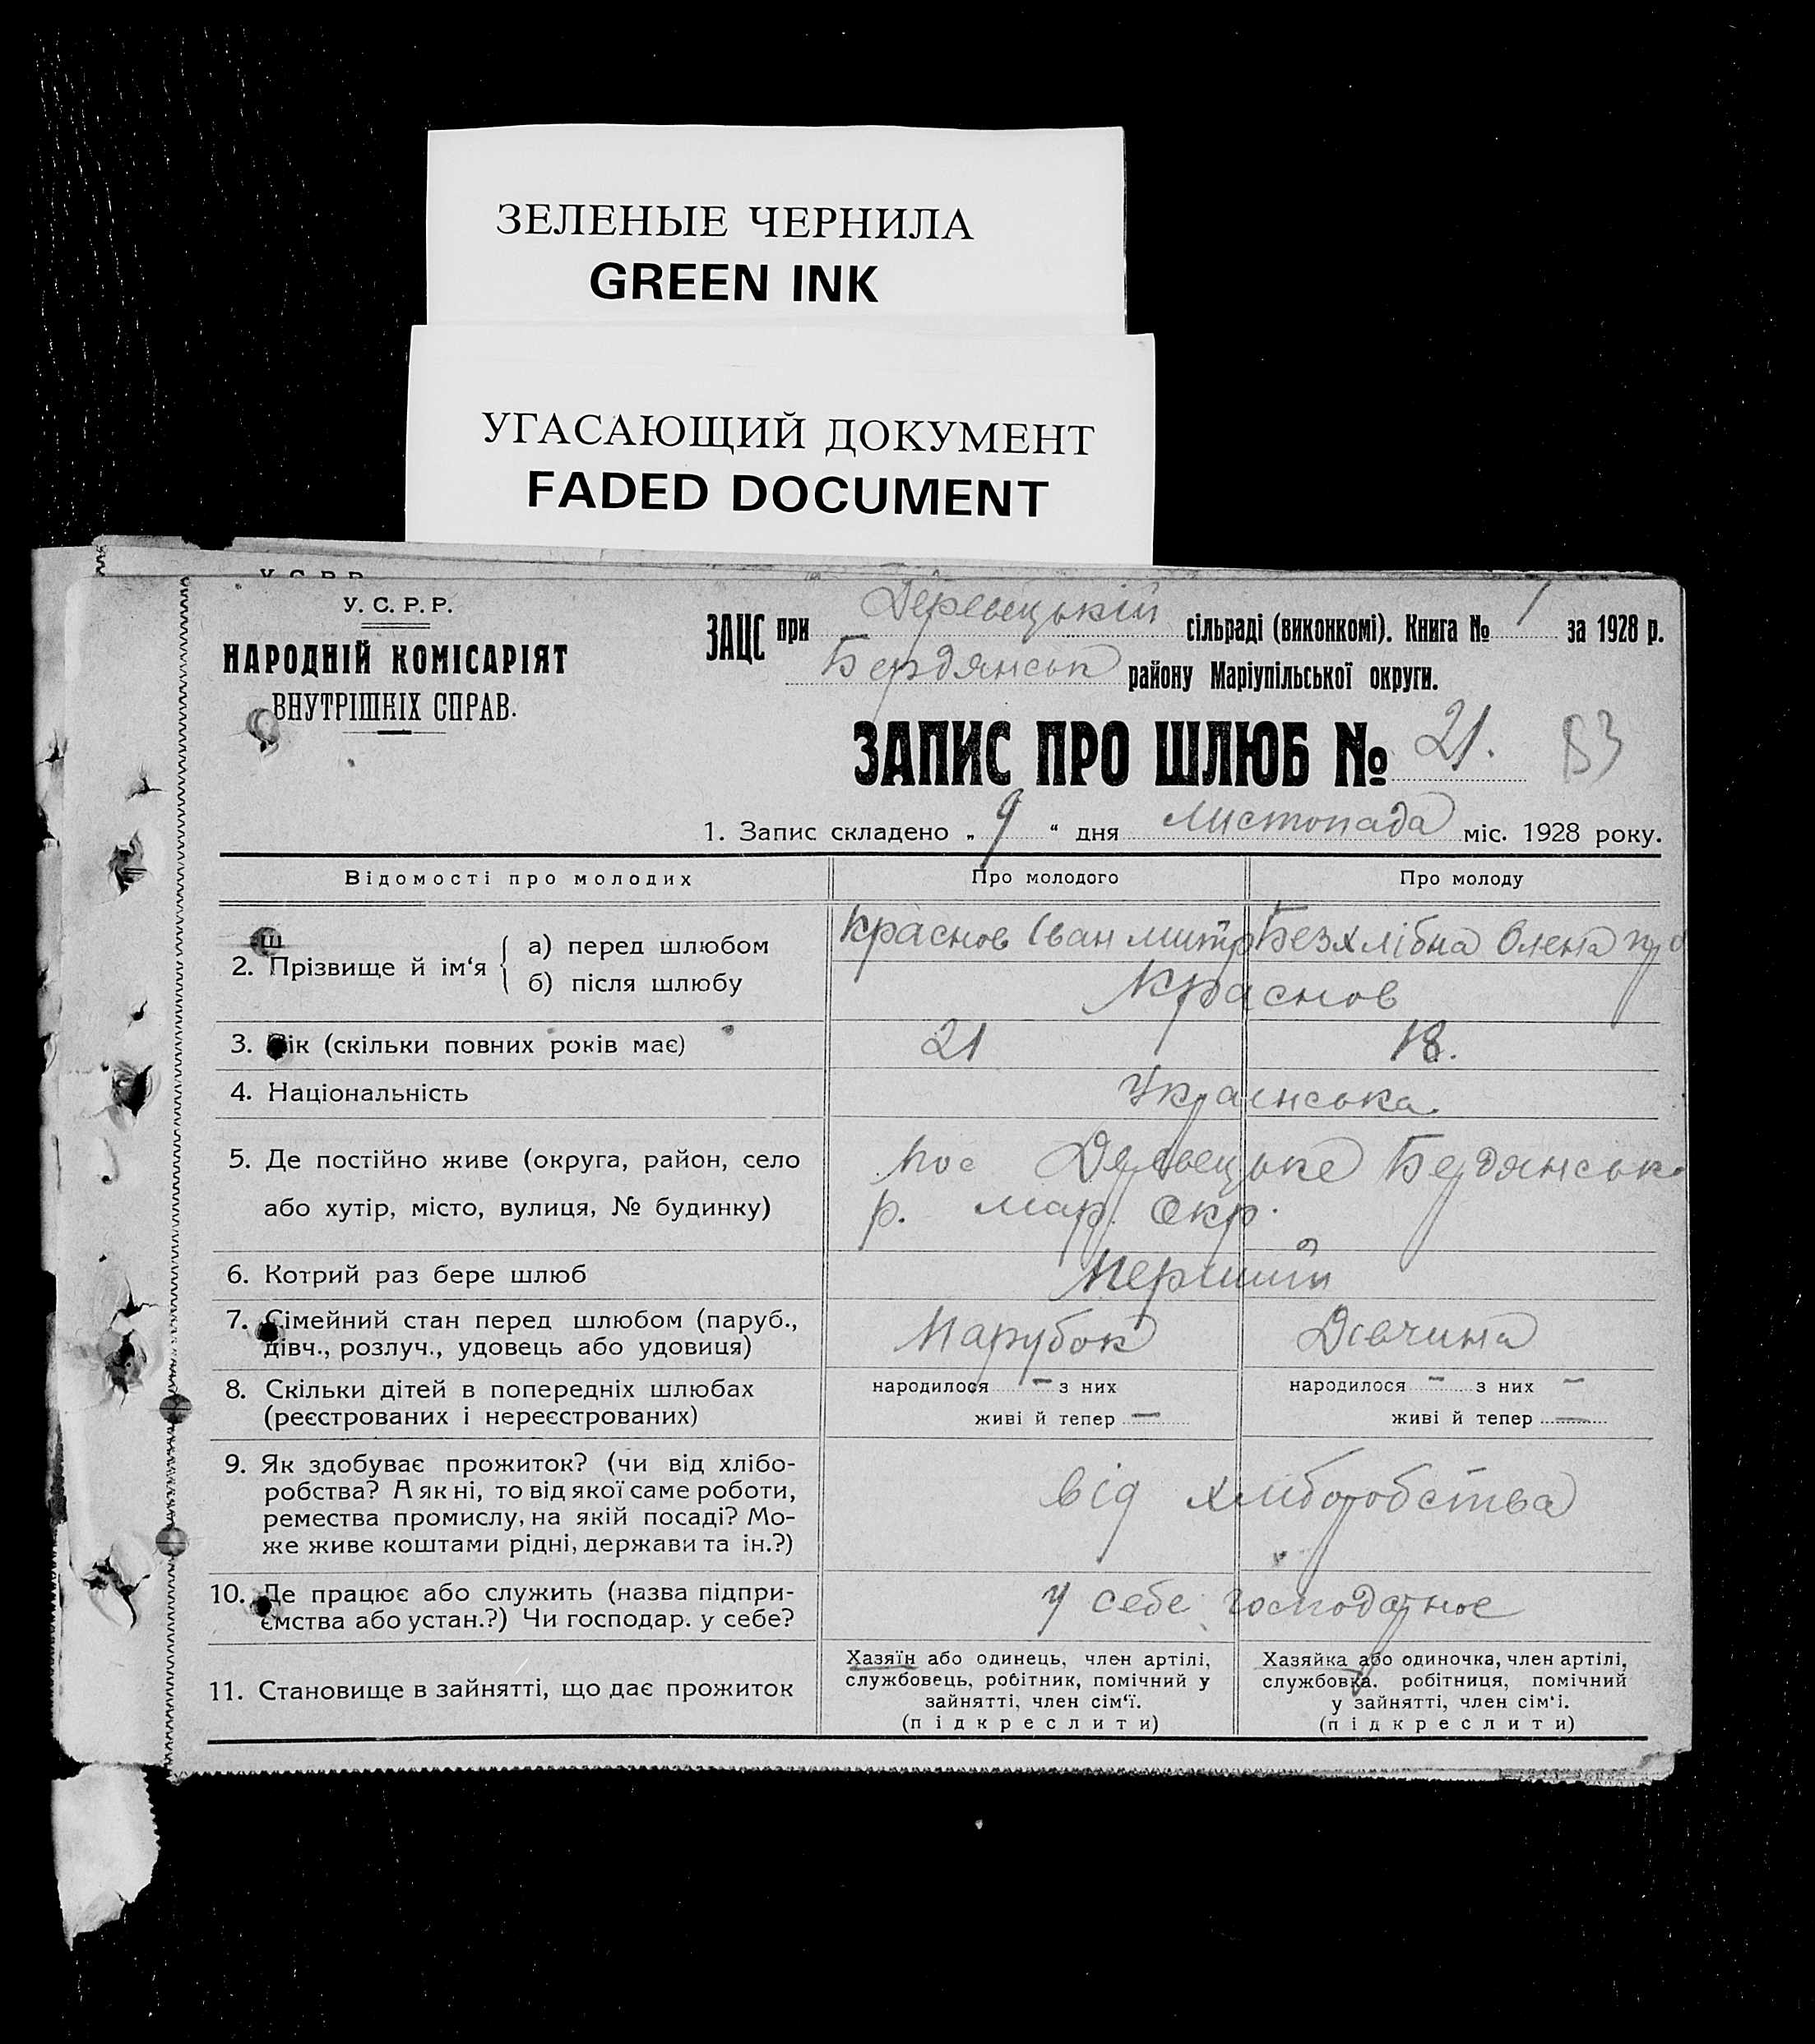 ЗЕЛЕНЫЕ ЧЕРНИЛА
GREEN INK
УГАСАЮЩИЙ ДОКУМЕНТ
FADED DOCUMENT
У. С. Р. Р.
У. С. Р. Р.
НАРОДНІЙ КОМІСАРІЯТ
ВНУТРІШНІХ СПРАВ.
ЗАЦС при сільраді (виконкомі). Книга № 1 за 1928 р.
Бердянськ району Маріупільської округи.
ЗАПИС ПРО ШЛЮБ № 21. 83
1. Запис складено „ 9 “ дня Листопада міс. 1928 року.
Відомості про молодих Про молодого Про молоду
2. Прізвище й ім‘я
а) перед шлюбом Краснов Іван Митр Безхлібна Олена
б) після шлюбу Краснов
3. Вік (скільки повних років має) 21 18.
4. Національність Украінська
5. Де постійно живе (округа, район, село
або хутір, місто, вулиця, № будинку)
пос Бердянськ
р. Мар. Окр.
6. Котрий раз бере шлюб Перший
7. Сімейний стан перед шлюбом (паруб.,
дівч., розлуч., удовець або удовиця)
Парубок Дівчина
8. Скільки дітей в попередніх шлюбах
(реєстрованих і нереєстрованих)
народилося — з них
живі й тепер —
народилося — з них —
живі й тепер —
9. Як здобуває прожиток? (чи від хлібо-
робства? А як ні, то від якої саме роботи,
ремества промислу, на якій посаді? Мо-
же живе коштами рідні, держави та ін.?)
від хліборобства
10. Де працює або служить (назва підпри-
ємства або устан.?) Чи господар. у себе?
у себе
11. Становище в зайнятті, що дає прожиток
Хазяїн або одинець, член артілі,
службовець, робітник, помічний у
зайнятті, член сім‘ї.
(підкреслити)
Хазяйка або одиночка, член артілі,
службовка. робітниця, помічний
у зайнятті, член сім‘і.
(підкреслити)